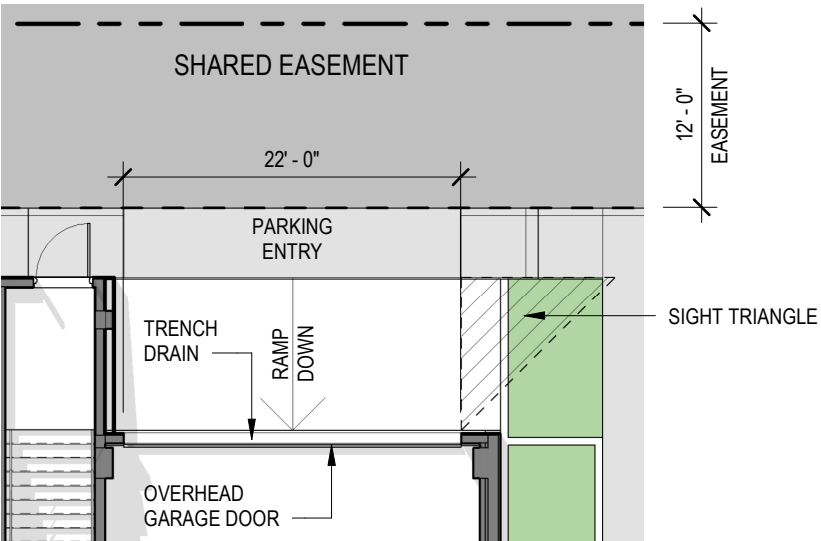 SHARED EASEMENT
12' - 0"
EASEMENT
22' - 0"
PARKING
ENTRY
SIGHT TRIANGLE
TRENCH
DRAIN
RAMP
DOWN
OVERHEAD
GARAGE DOOR